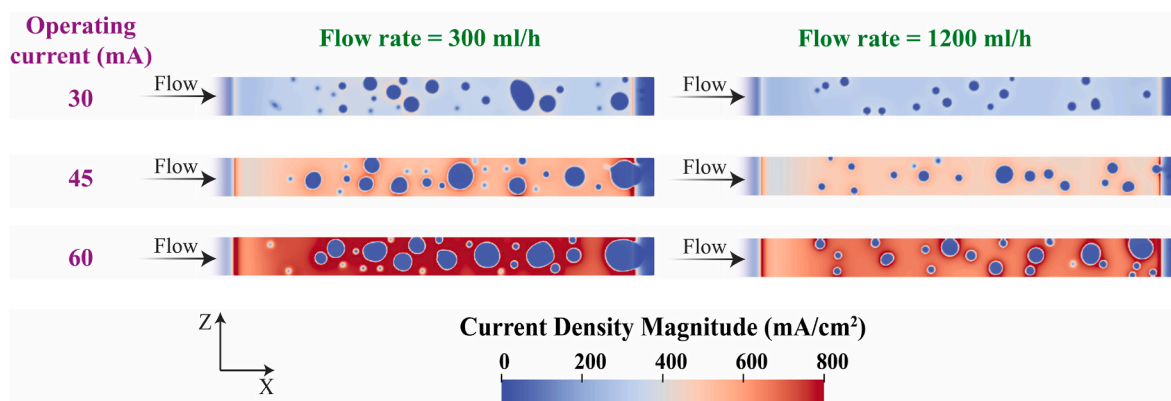 Operating
current (mA)
Flow rate = 300 ml/h
Flow rate = 1200 ml/h
30
Flow
Flow
45
Flow
Flow
60
Flow
Flow
Z
X
Current Density Magnitude (mA/cm²)
0 200 400 600 800